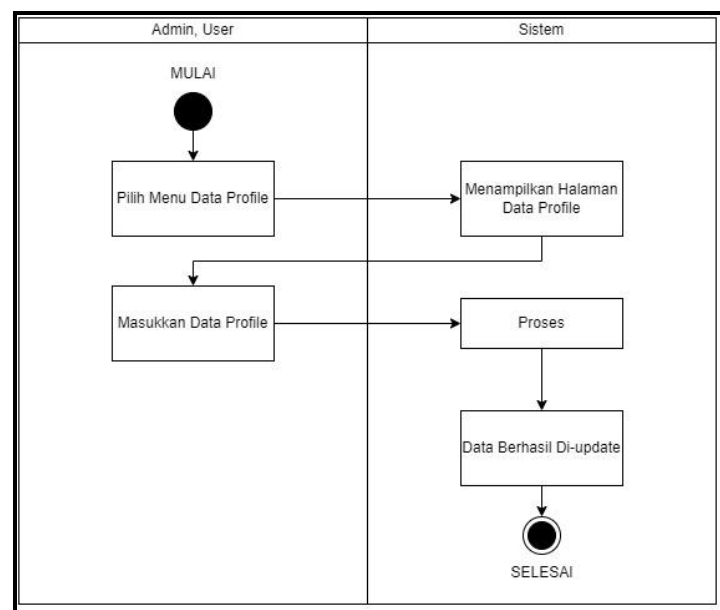 Admin, User
Sistem
MULAI
Pilih Menu Data Profile
Menampilkan Halaman
Data Profile
Masukkan Data Profile
Proses
Data Berhasil Di-update
SELESAI